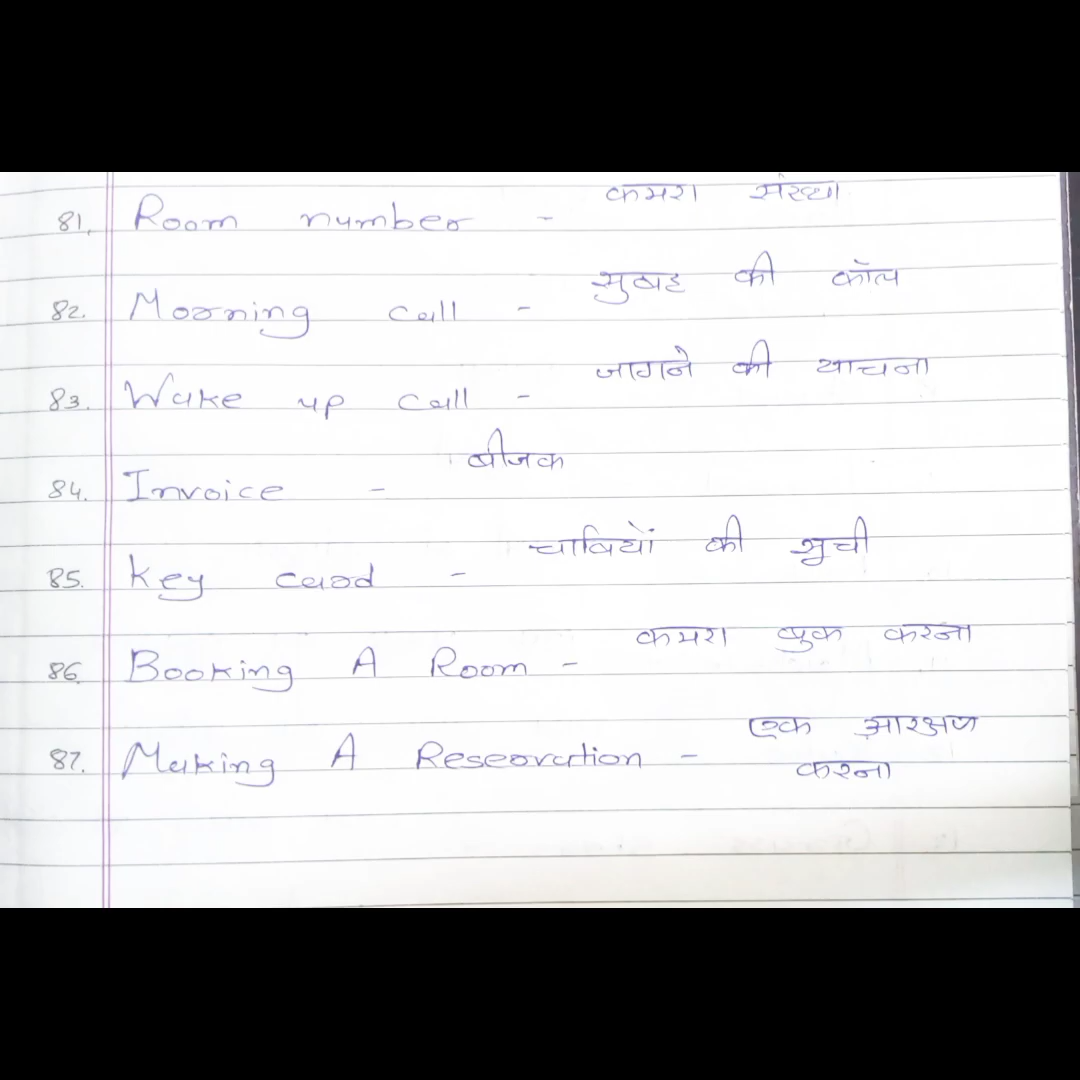 81. Room number - कमरा संख्या
82. Morning call - सुबह की कॉल
83. Wake up call - जागने की याचना
84. Invoice - बीजक
85. Key card - चाबियों की सूची
86. Booking A Room - कमरा बुक करना
87. Making A Reservation - एक आरक्षण
करना